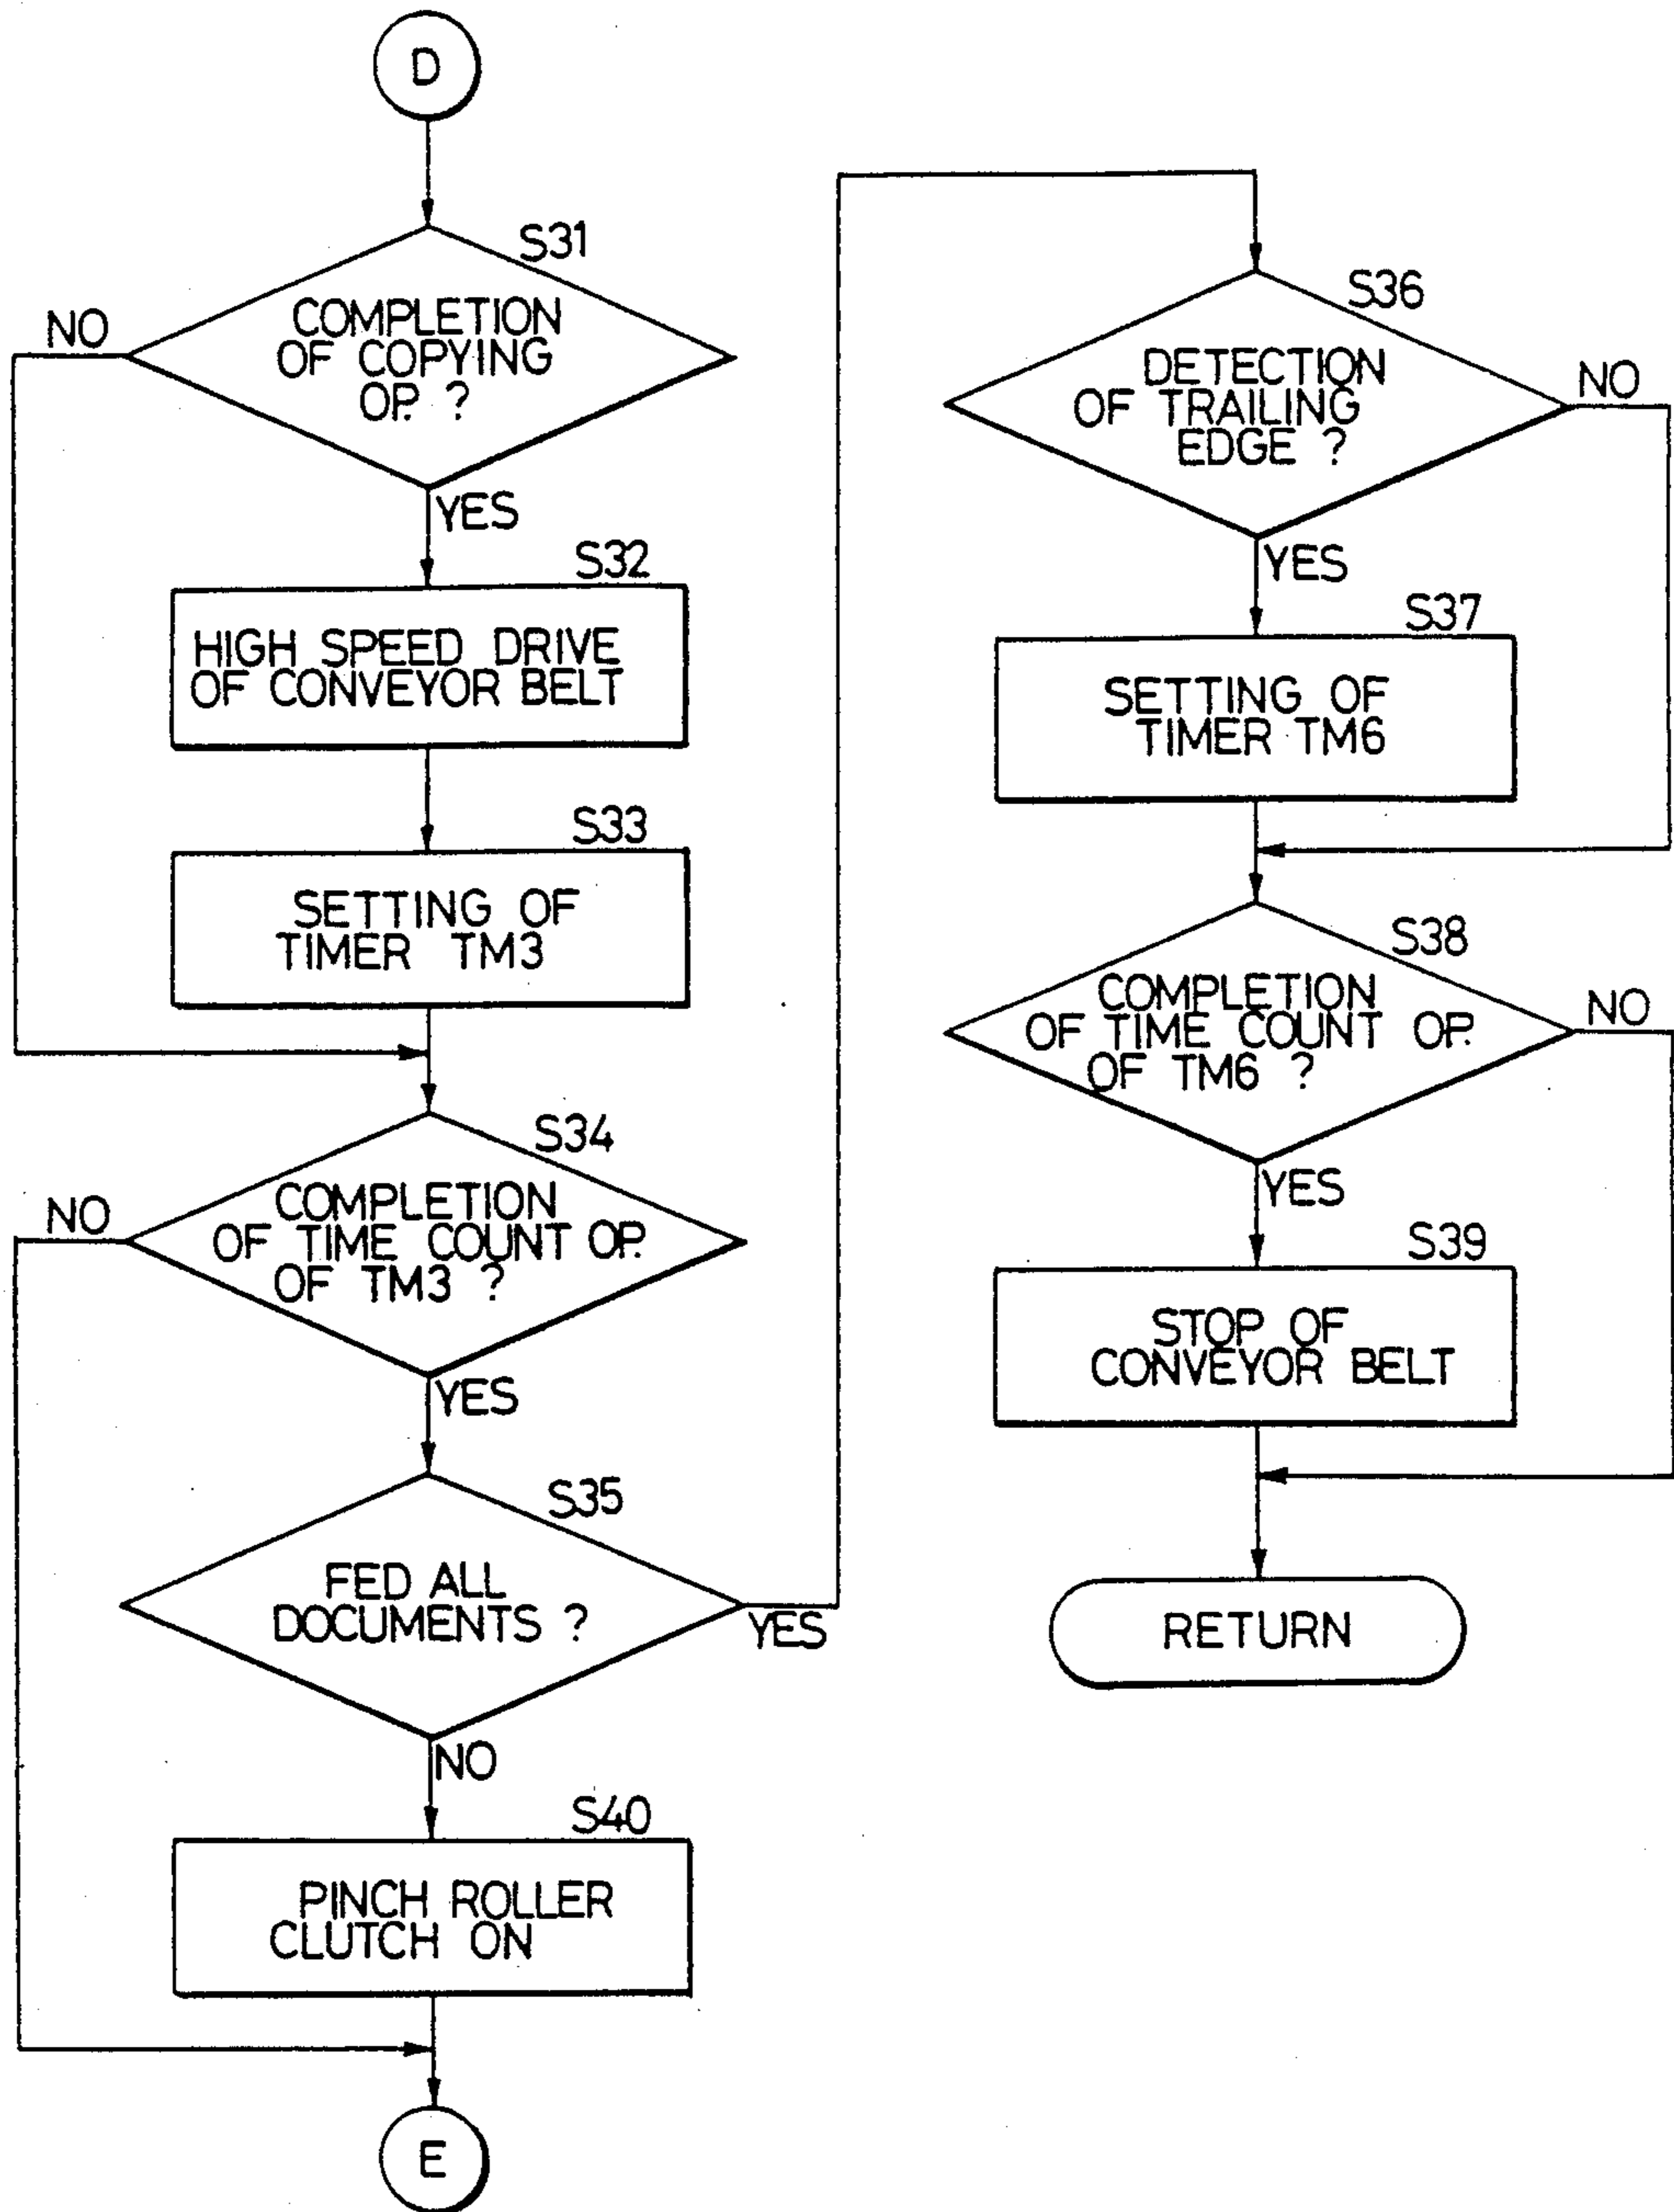 D
S31
COMPLETION
OF COPYING
OP. ?
NO
YES
S32
HIGH SPEED DRIVE
OF CONVEYOR BELT
S33
SETTING OF
TIMER TM3
S34
COMPLETION
OF TIME COUNT OP.
OF TM3 ?
NO
YES
S35
FED ALL
DOCUMENTS ?
YES
NO
S40
PINCH ROLLER
CLUTCH ON
E
S36
DETECTION
OF TRAILING
EDGE ?
NO
YES
S37
SETTING OF
TIMER TM6
S38
COMPLETION
OF TIME COUNT OP.
OF TM6 ?
NO
YES
S39
STOP OF
CONVEYOR BELT
RETURN